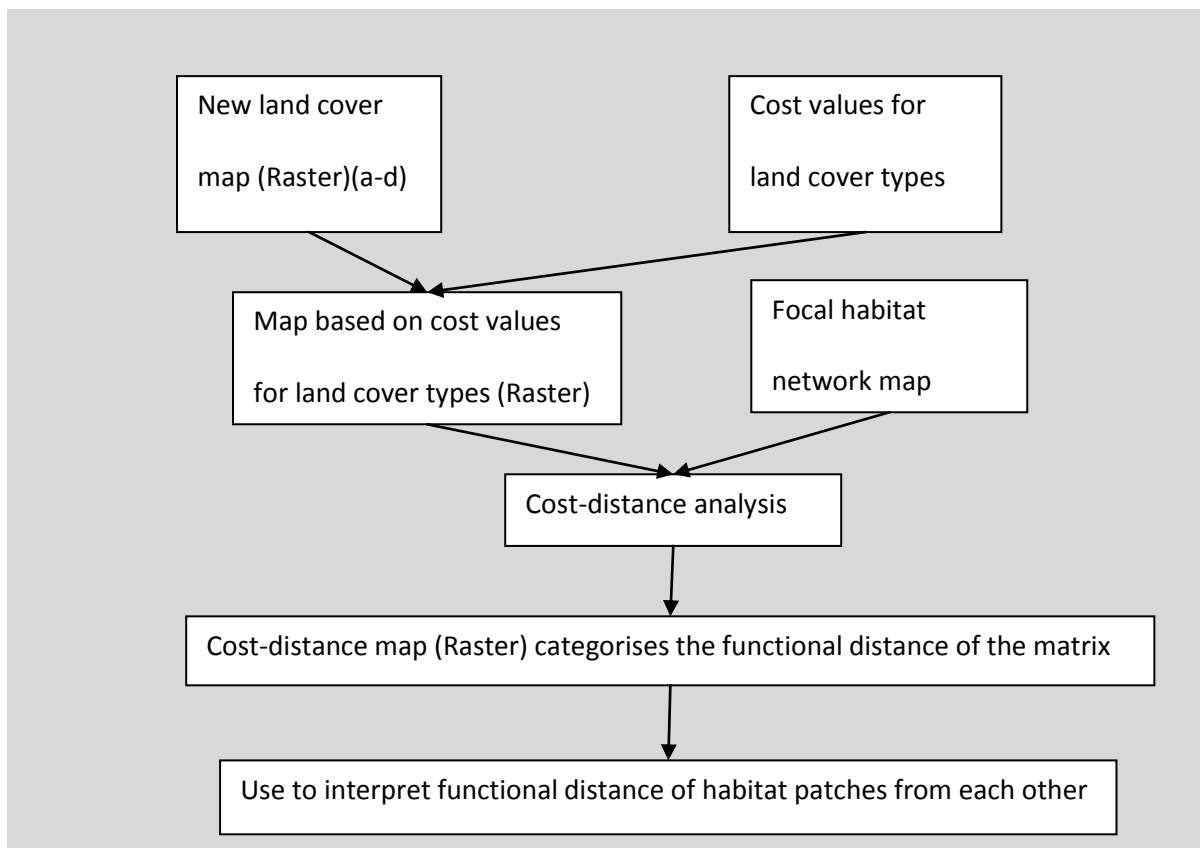 New land cover
map (Raster)(a-d)
Cost values for
land cover types
Map based on cost values
for land cover types (Raster)
Focal habitat
network map
Cost-distance analysis
Cost-distance map (Raster) categorises the functional distance of the matrix
Use to interpret functional distance of habitat patches from each other